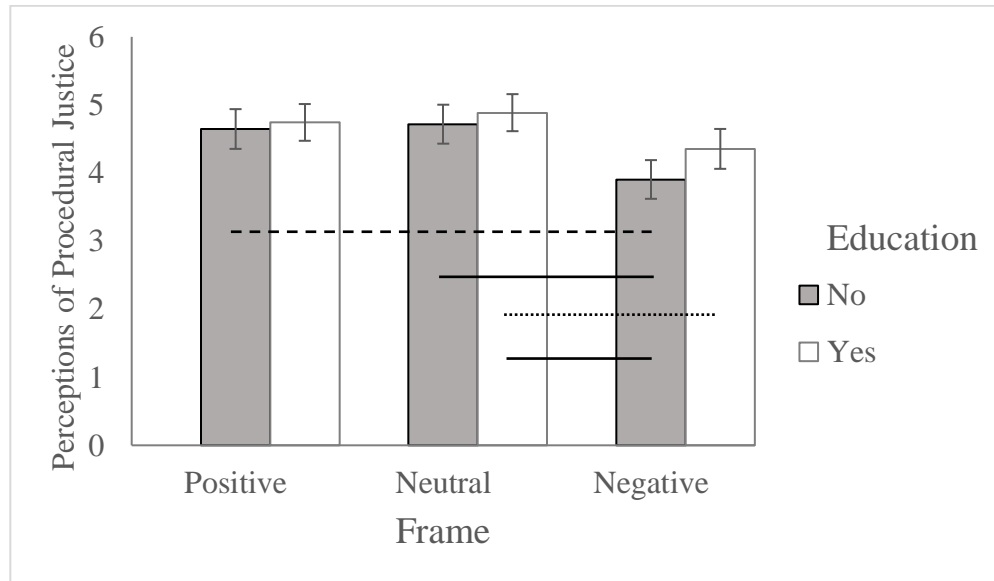 Perceptions of Procedural Justice
6
5
4
3
2
1
0
Positive Neutral Negative
Frame
Education
No
Yes